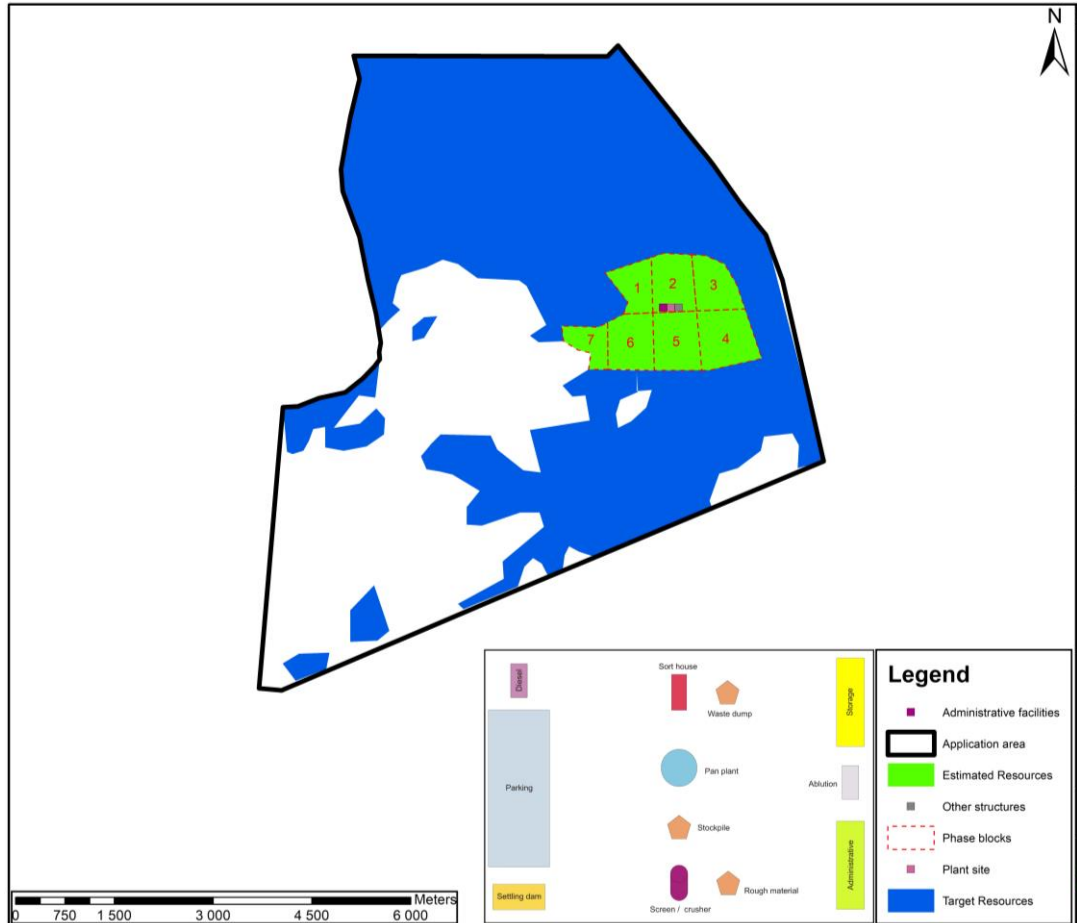 N
1
2
3
7
6
5
4
Diesel
Sort house
Waste dump
Storage
Parking
Pan plant
Ablution
Stockpile
Administrative
Settling dam
Rough material
Screen / crusher
Legend
Administrative facilities
Application area
Estimated Resources
Other structures
Phase blocks
Plant site
Target Resources
Meters
0 750 1 500 3 000 4 500 6 000